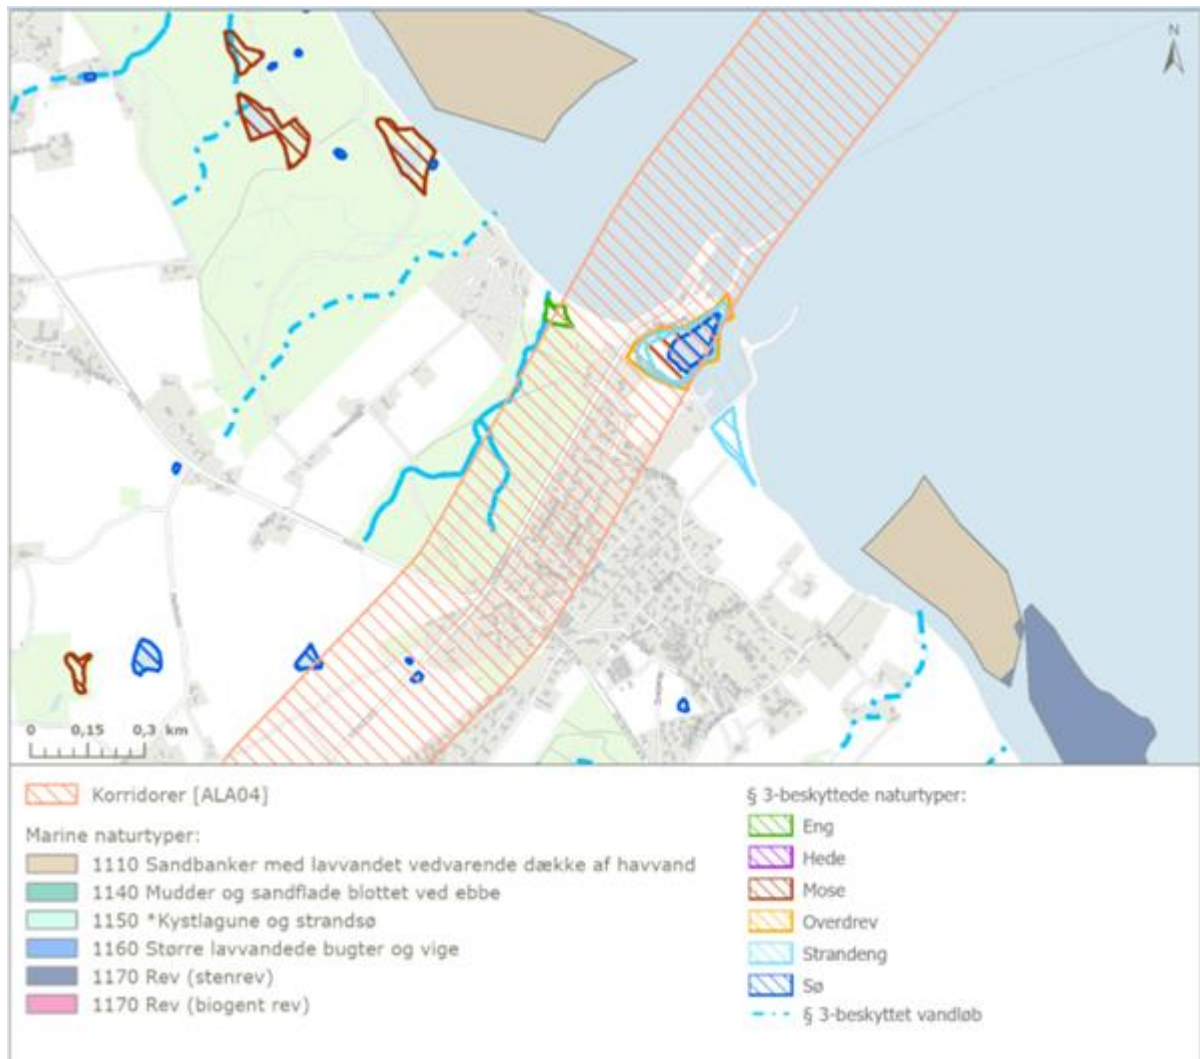 N
0 0,15 0,3 km
Korridorer [ALA04]
Marine naturtyper:
1110 Sandbanker med lavvandet vedvarende dække af havvand
1140 Mudder og sandflade blottet ved ebbe
1150 *Kystlagune og strandsø
1160 Større lavvandede bugter og vige
1170 Rev (stenrev)
1170 Rev (biogent rev)
§ 3-beskyttede naturtyper:
Eng
Hede
Mose
Overdrev
Strandeng
Sø
§ 3-beskyttet vandløb